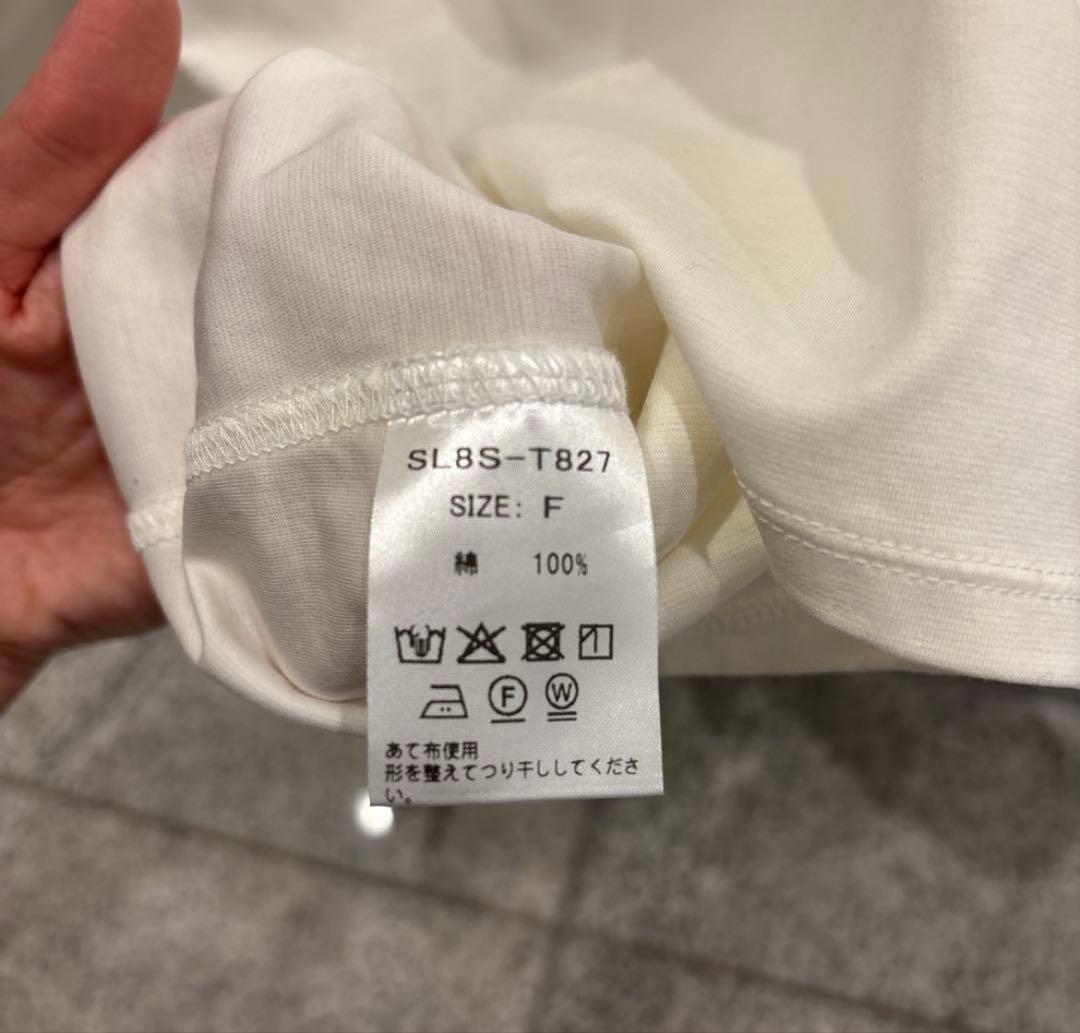 SL8S-T827
SIZE: F
綿 100%
F W
あて布使用
形を整えてつり干ししてくださ
い。